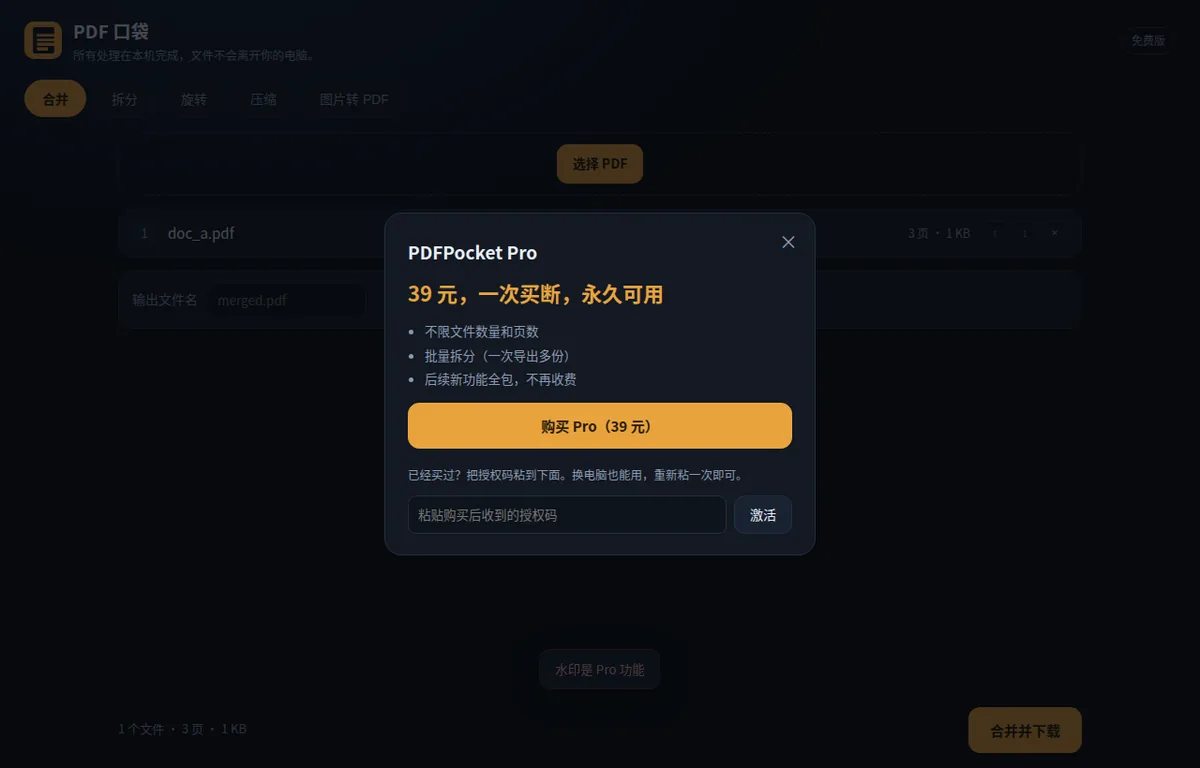 PDF 口袋
所有处理在本机完成，文件不会离开你的电脑。
免费版
合并
拆分
旋转
压缩
图片转 PDF
选择 PDF
1
doc_a.pdf
3 页 · 1 KB
↑
↓
×
输出文件名
merged.pdf
PDFPocket Pro
39 元，一次买断，永久可用
不限文件数量和页数
批量拆分（一次导出多份）
后续新功能全包，不再收费
购买 Pro（39 元）
已经买过？把授权码粘到下面。换电脑也能用，重新粘一次即可。
粘贴购买后收到的授权码
激活
水印是 Pro 功能
1 个文件 · 3 页 · 1 KB
合并并下载